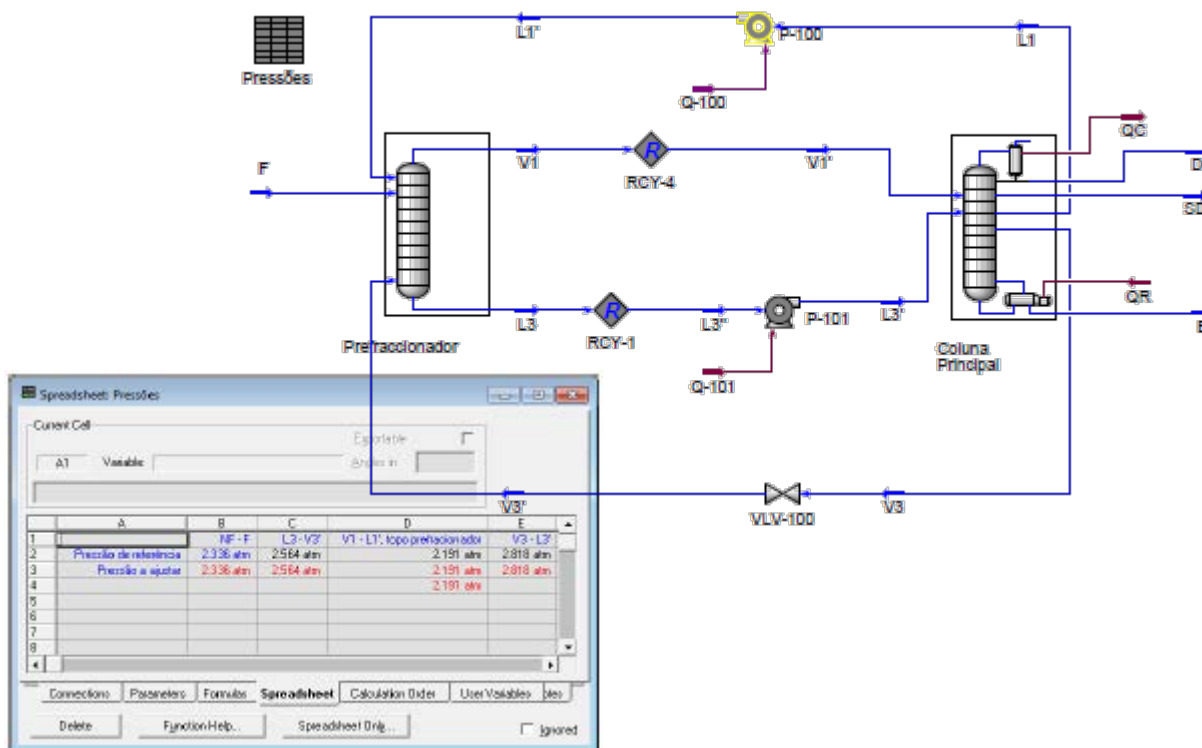 L1''
P-100
L1
Pressões
Q-100
QC
F
V1
RCY-4
V1'
D
SD
L3
RCY-1
L3''
P-101
L3'
QR
Prefraccionador
Coluna
Principal
Q-101
Spreadsheet: Pressões
Current Cell
Exportable
A1 Variable: Angles in:
V3'
VLV-100
V3
A B C D E
1 NF - F L3 - V3' V1 - L1', topo prefracionador V3 - L3'
2 Pressão de referência 2.336 atm 2.564 atm 2.191 atm 2.818 atm
3 Pressão a ajustar 2.336 atm 2.564 atm 2.191 atm 2.818 atm
4 2.191 atm
5
6
7
8
Connections Parameters Formulas Spreadsheet Calculation Order User Variables
Delete Function Help... Spreadsheet Only... Ignored